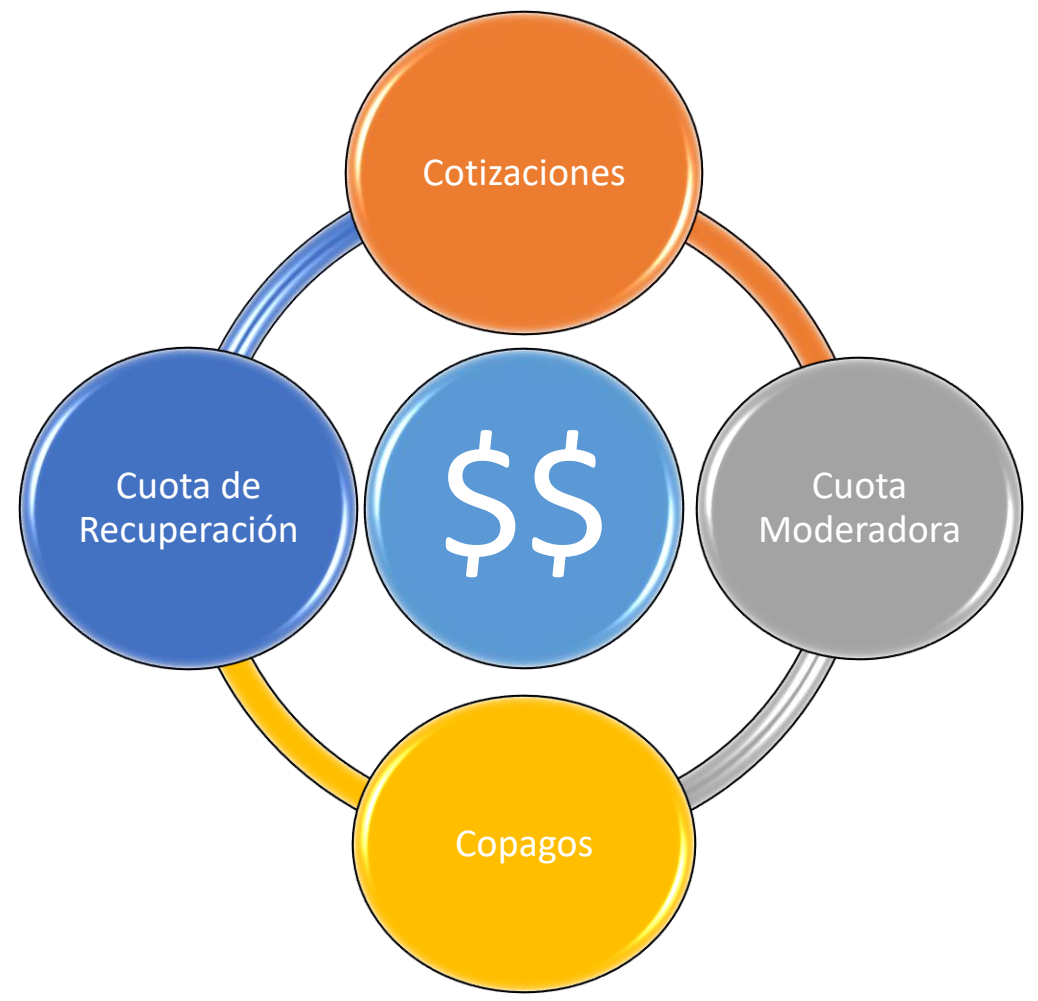 Cotizaciones
Cuota de
Recuperación
$$
Cuota
Moderadora
Copagos